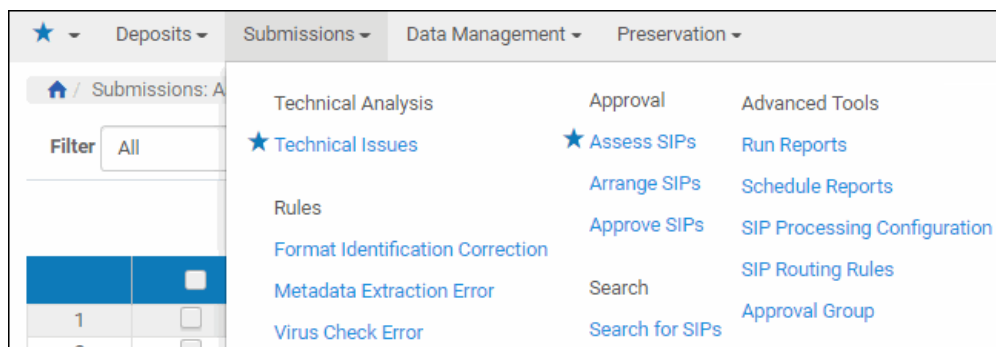 Deposits
Submissions
Data Management
Preservation
/ Submissions: A
Filter
All
Technical Analysis
Technical Issues
Rules
Format Identification Correction
Metadata Extraction Error
Virus Check Error
Approval
Assess SIPs
Arrange SIPs
Approve SIPs
Search
Search for SIPs
Advanced Tools
Run Reports
Schedule Reports
SIP Processing Configuration
SIP Routing Rules
Approval Group
1